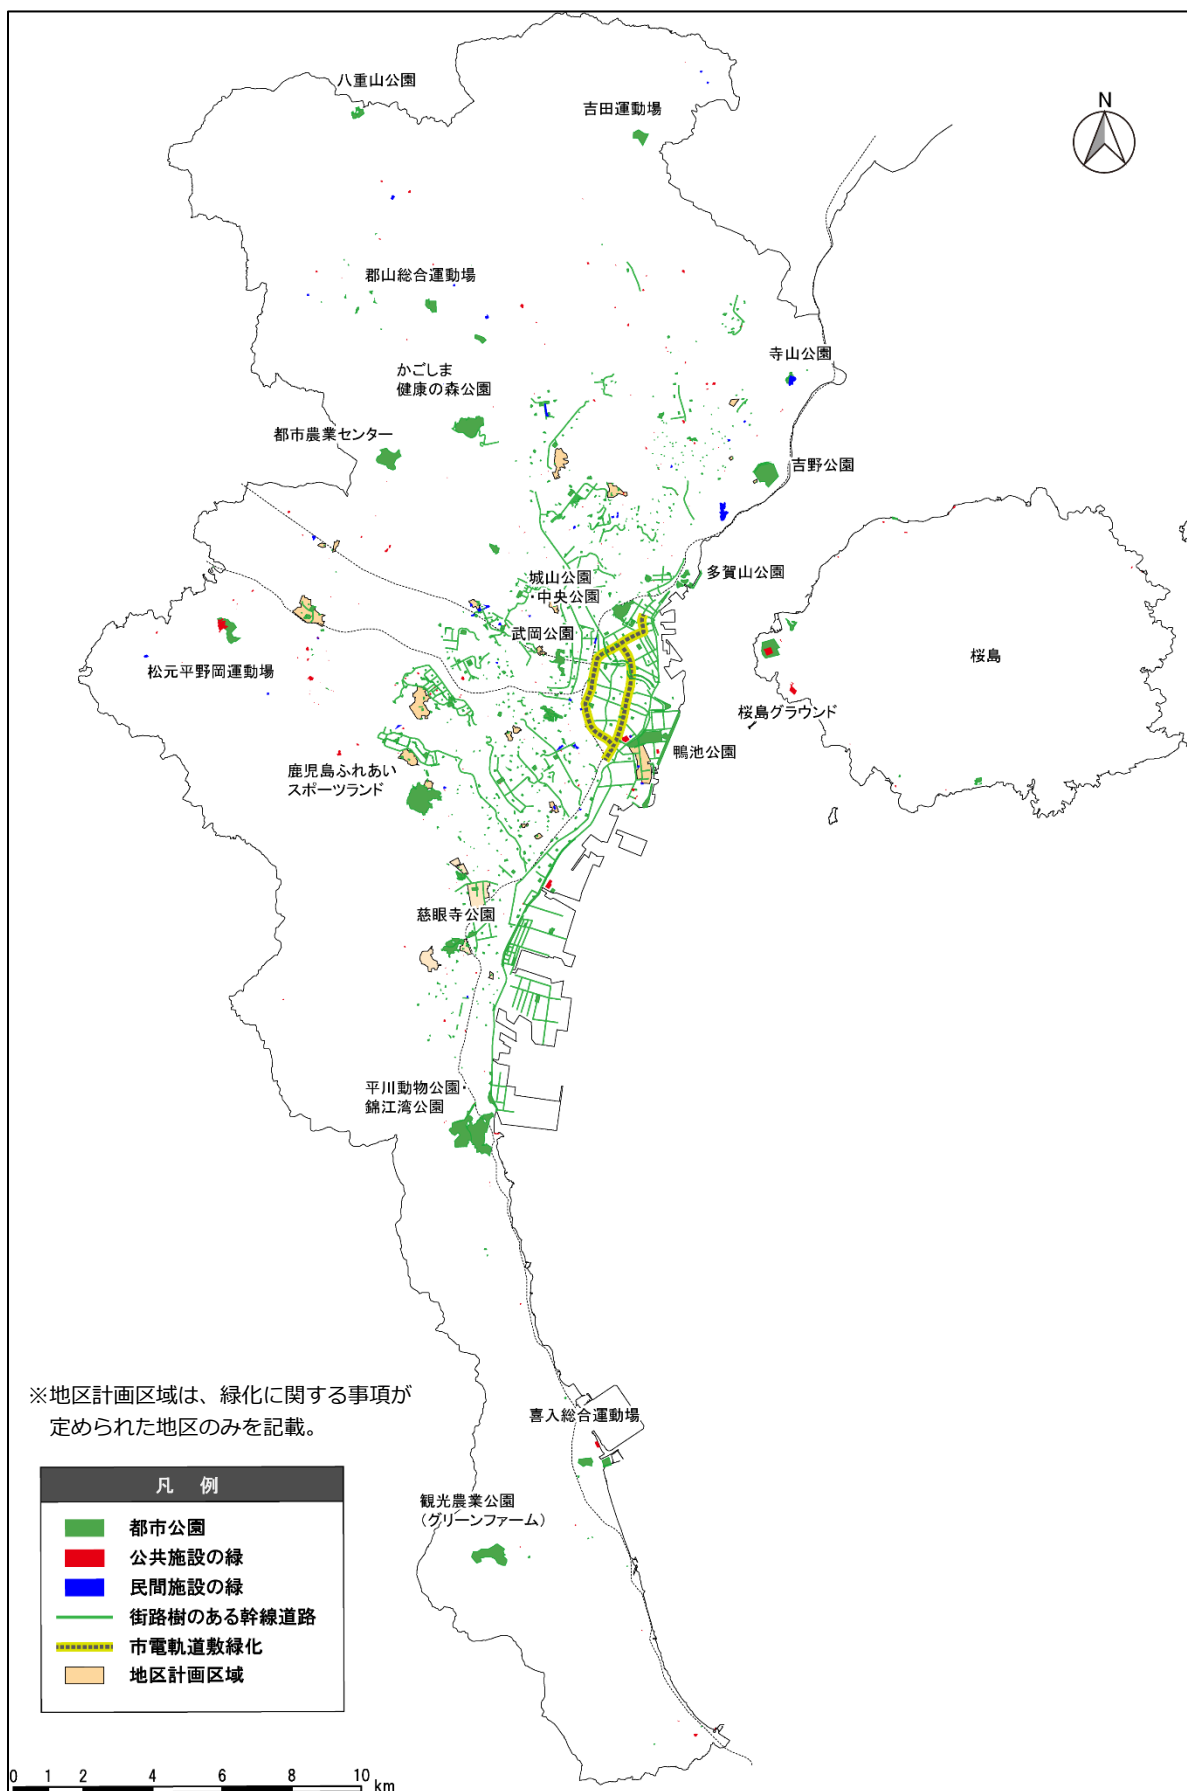 八重山公園
吉田運動場
N
郡山総合運動場
寺山公園
かごしま
健康の森公園
都市農業センター
吉野公園
城山公園
・中央公園
多賀山公園
武岡公園
松元平野岡運動場
桜島
桜島グラウンド
鴨池公園
鹿児島ふれあい
スポーツランド
慈眼寺公園
平川動物公園・
錦江湾公園
※地区計画区域は、緑化に関する事項が
定められた地区のみを記載。
喜入総合運動場
観光農業公園
(グリーンファーム)
凡 例
都市公園
公共施設の緑
民間施設の緑
街路樹のある幹線道路
市電軌道敷緑化
地区計画区域
0 1 2 4 6 8 10 km